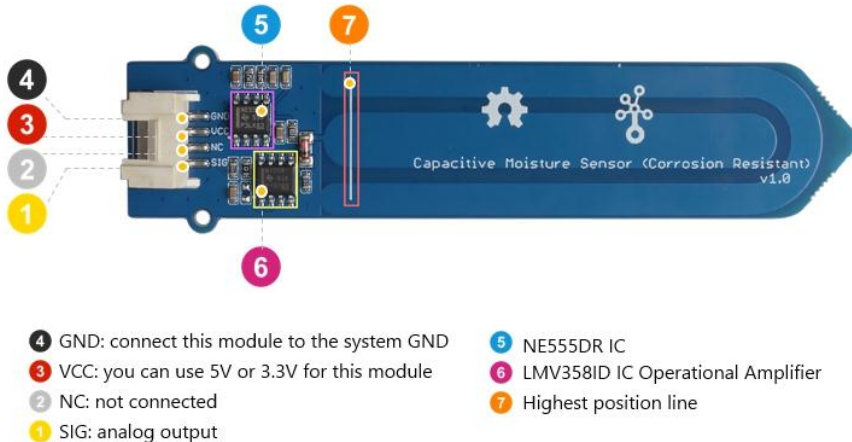 5
7
4
3
2
1
GND
VCC
NC
SIG
Capacitive Moisture Sensor (Corrosion Resistant)
v1.0
6
4 GND: connect this module to the system GND
3 VCC: you can use 5V or 3.3V for this module
2 NC: not connected
1 SIG: analog output
5 NE555DR IC
6 LMV358ID IC Operational Amplifier
7 Highest position line